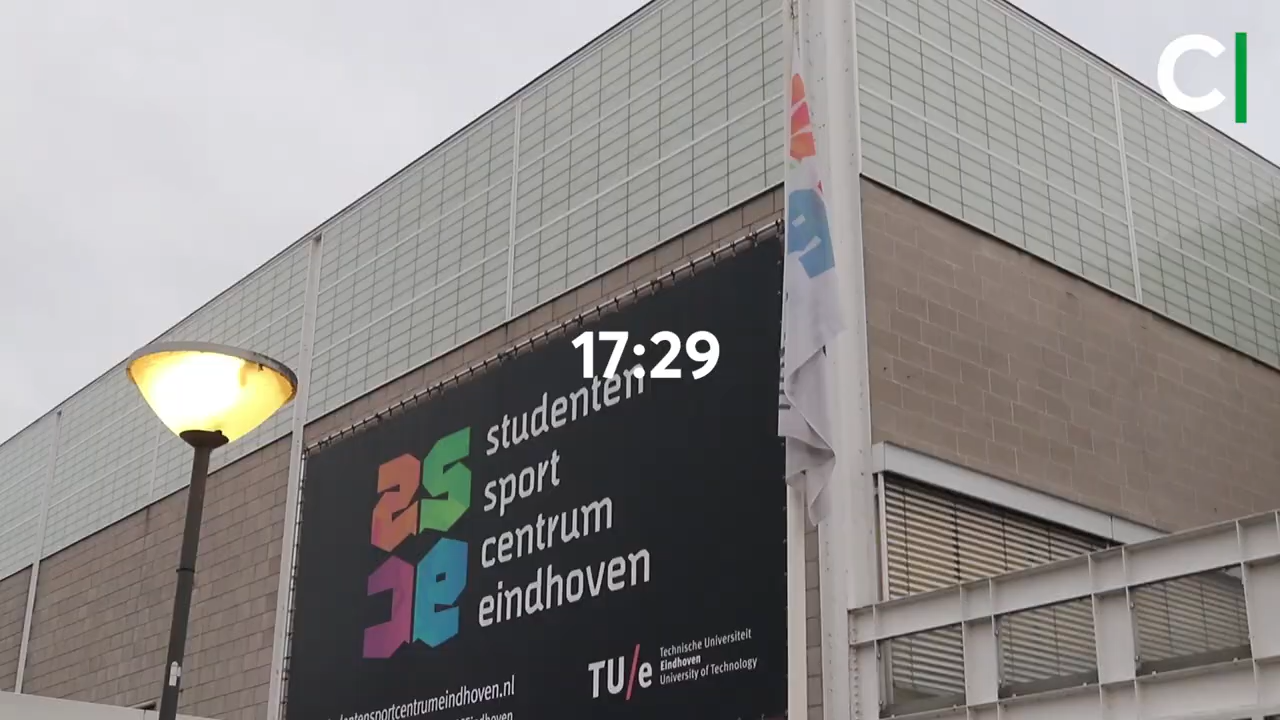 C|
17:29
studenten
sport
centrum
eindhoven
TU/e
Technische Universiteit
Eindhoven
University of Technology